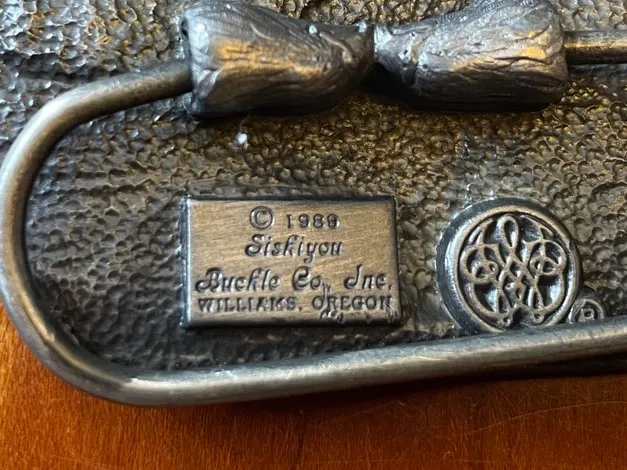 © 1989
Siskiyou
Buckle Co., Inc.
WILLIAMS, OREGON
®